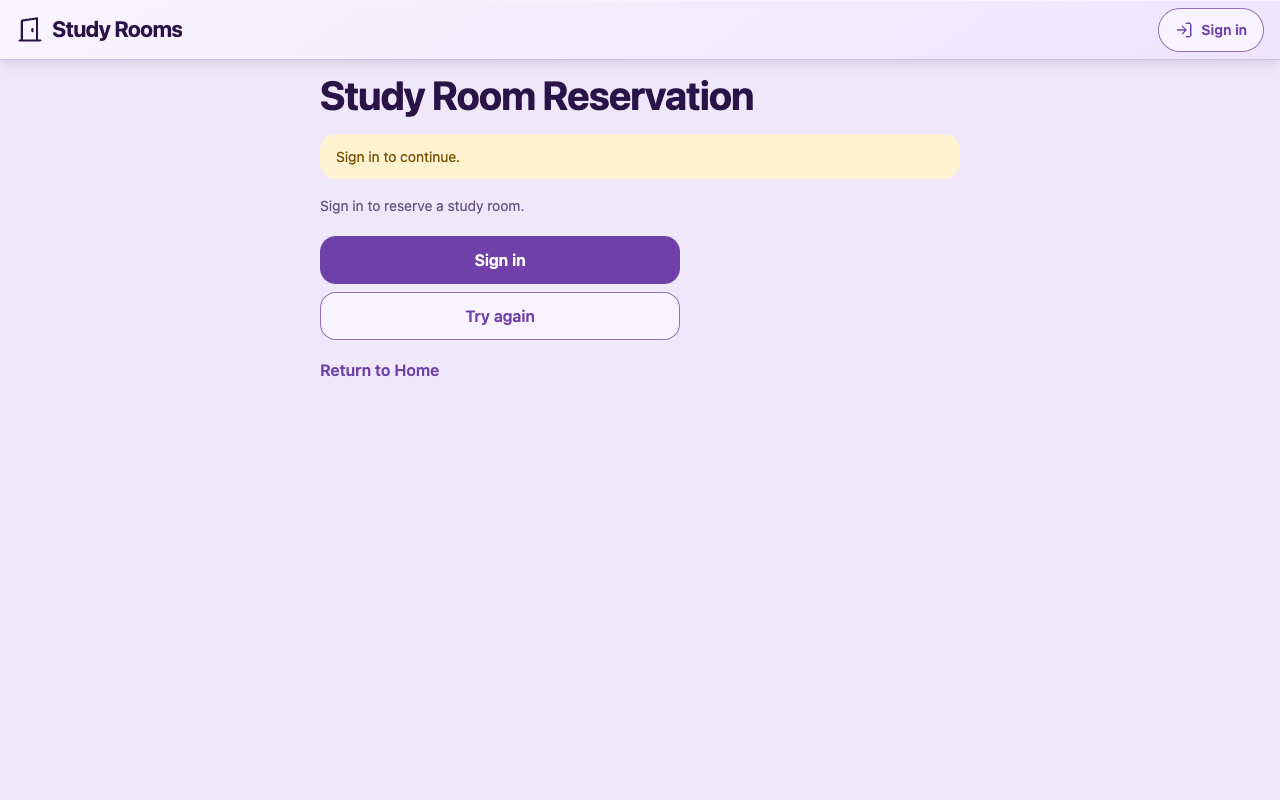 Study Rooms
Sign in
Study Room Reservation
Sign in to continue.
Sign in to reserve a study room.
Sign in
Try again
Return to Home